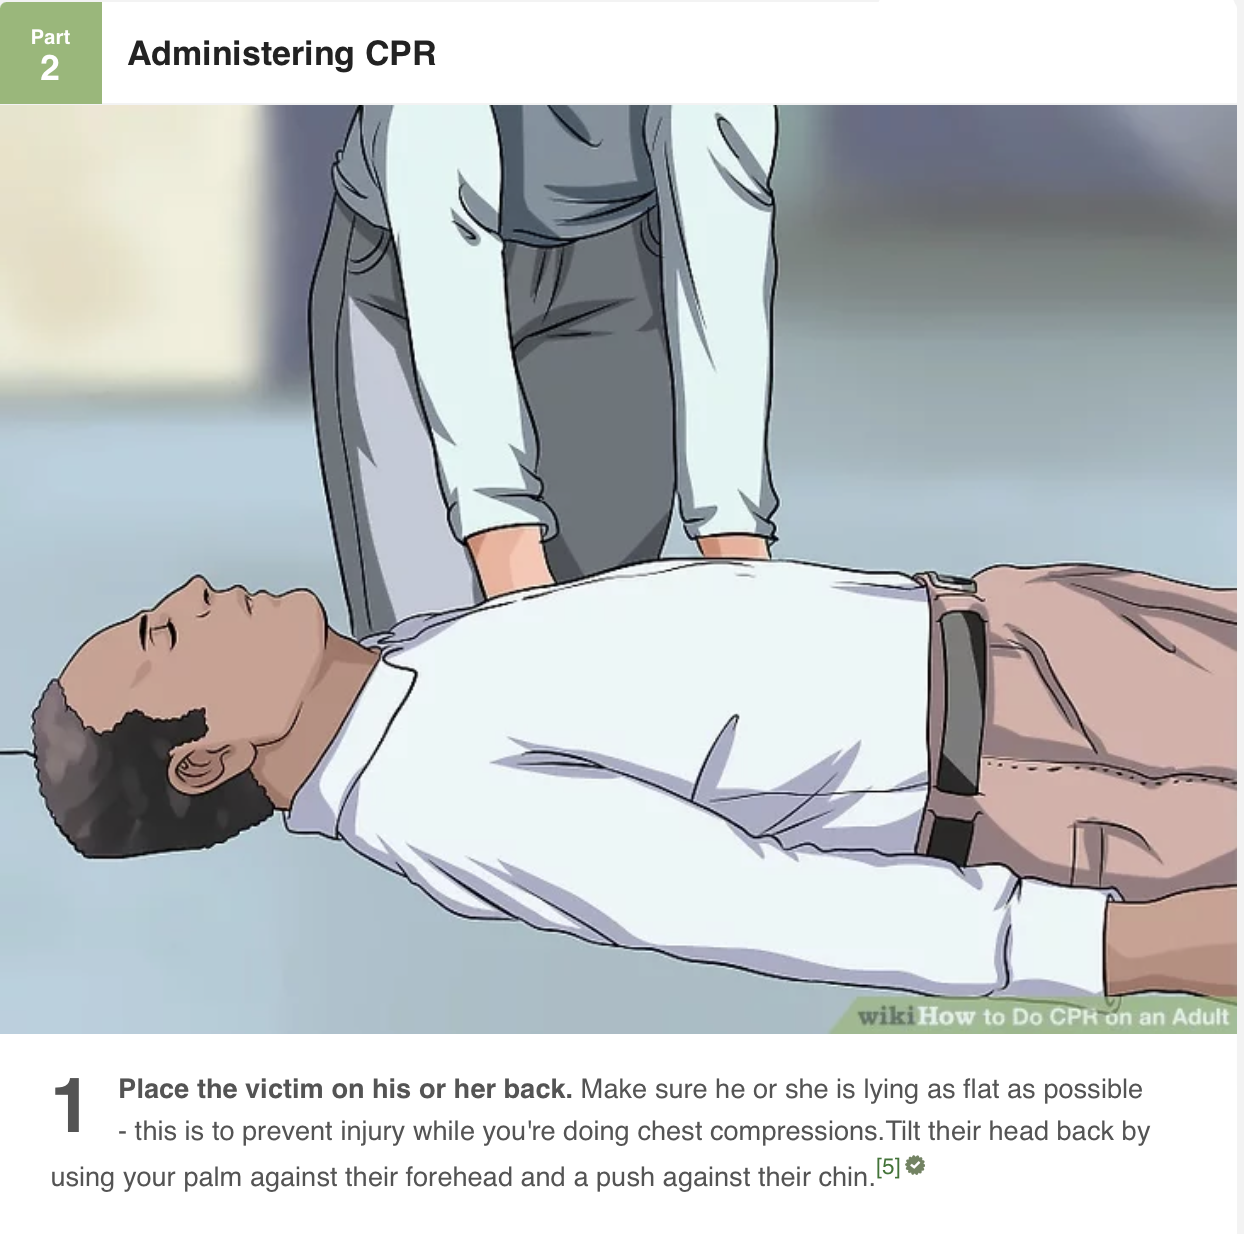 Part
2
Administering CPR
wikiHow to Do CPR on an Adult
1 Place the victim on his or her back. Make sure he or she is lying as flat as possible
- this is to prevent injury while you're doing chest compressions.Tilt their head back by
using your palm against their forehead and a push against their chin.[5]